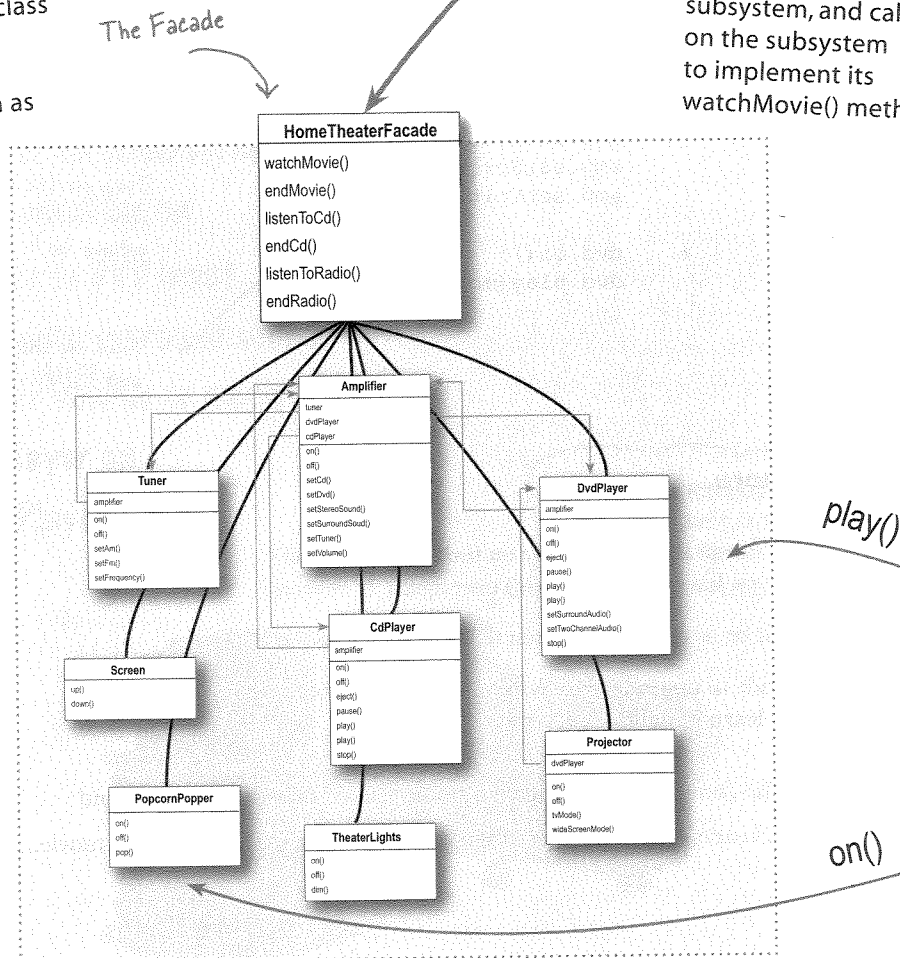 class
The Facade
n as
subsystem, and cal
on the subsystem
to implement its
watchMovie() meth
HomeTheaterFacade
watchMovie()
endMovie()
listenToCd()
endCd()
listenToRadio()
endRadio()
Amplifier
tuner
dvdPlayer
cdPlayer
on()
off()
setCd()
setDvd()
setStereoSound()
setSurroundSoud()
setTuner()
setVolume()
Tuner
amplifier
on()
off()
setAm()
setFm()
setFrequency()
DvdPlayer
amplifier
on()
off()
eject()
pause()
play()
play()
setSurroundAudio()
setTwoChannelAudio()
stop()
play()
CdPlayer
amplifier
on()
off()
eject()
pause()
play()
play()
stop()
Screen
up()
down()
Projector
dvdPlayer
on()
off()
tvMode()
wideScreenMode()
PopcornPopper
on()
off()
pop()
TheaterLights
on()
off()
dim()
on()